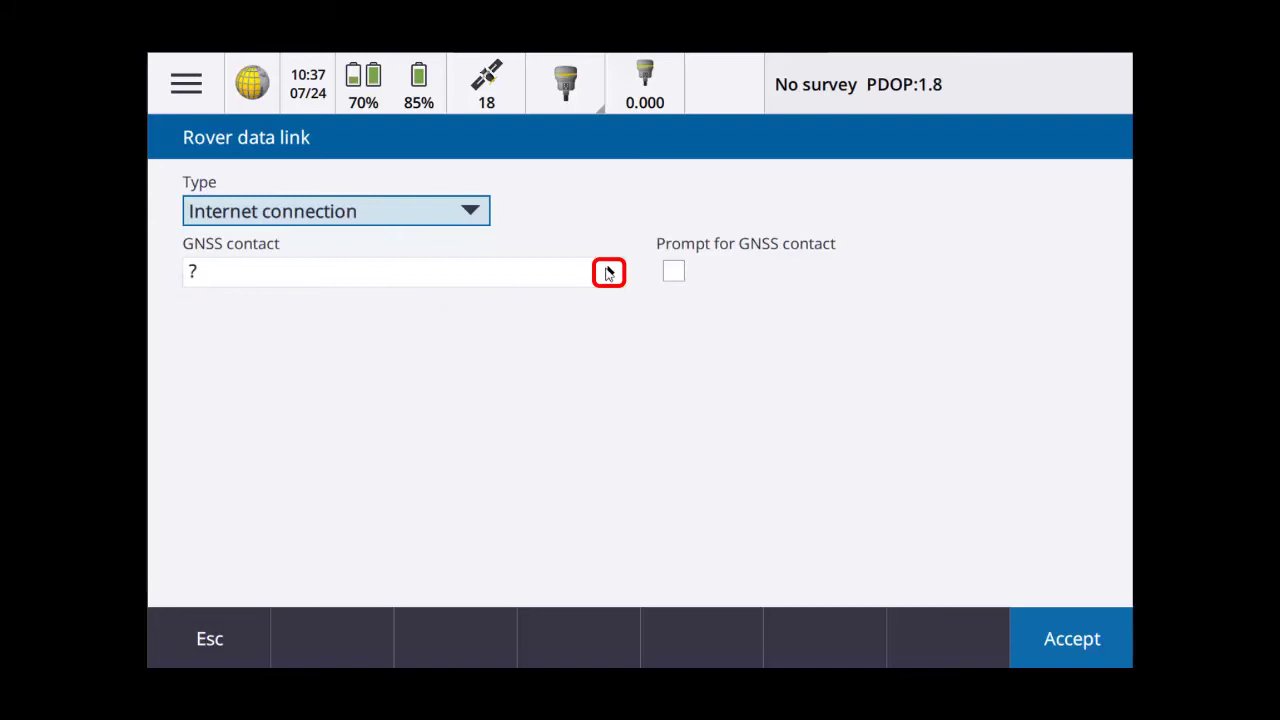 10:37
07/24
70%
85%
18
0.000
No survey PDOP:1.8
Rover data link
Type
Internet connection
GNSS contact
Prompt for GNSS contact
?
Esc
Accept